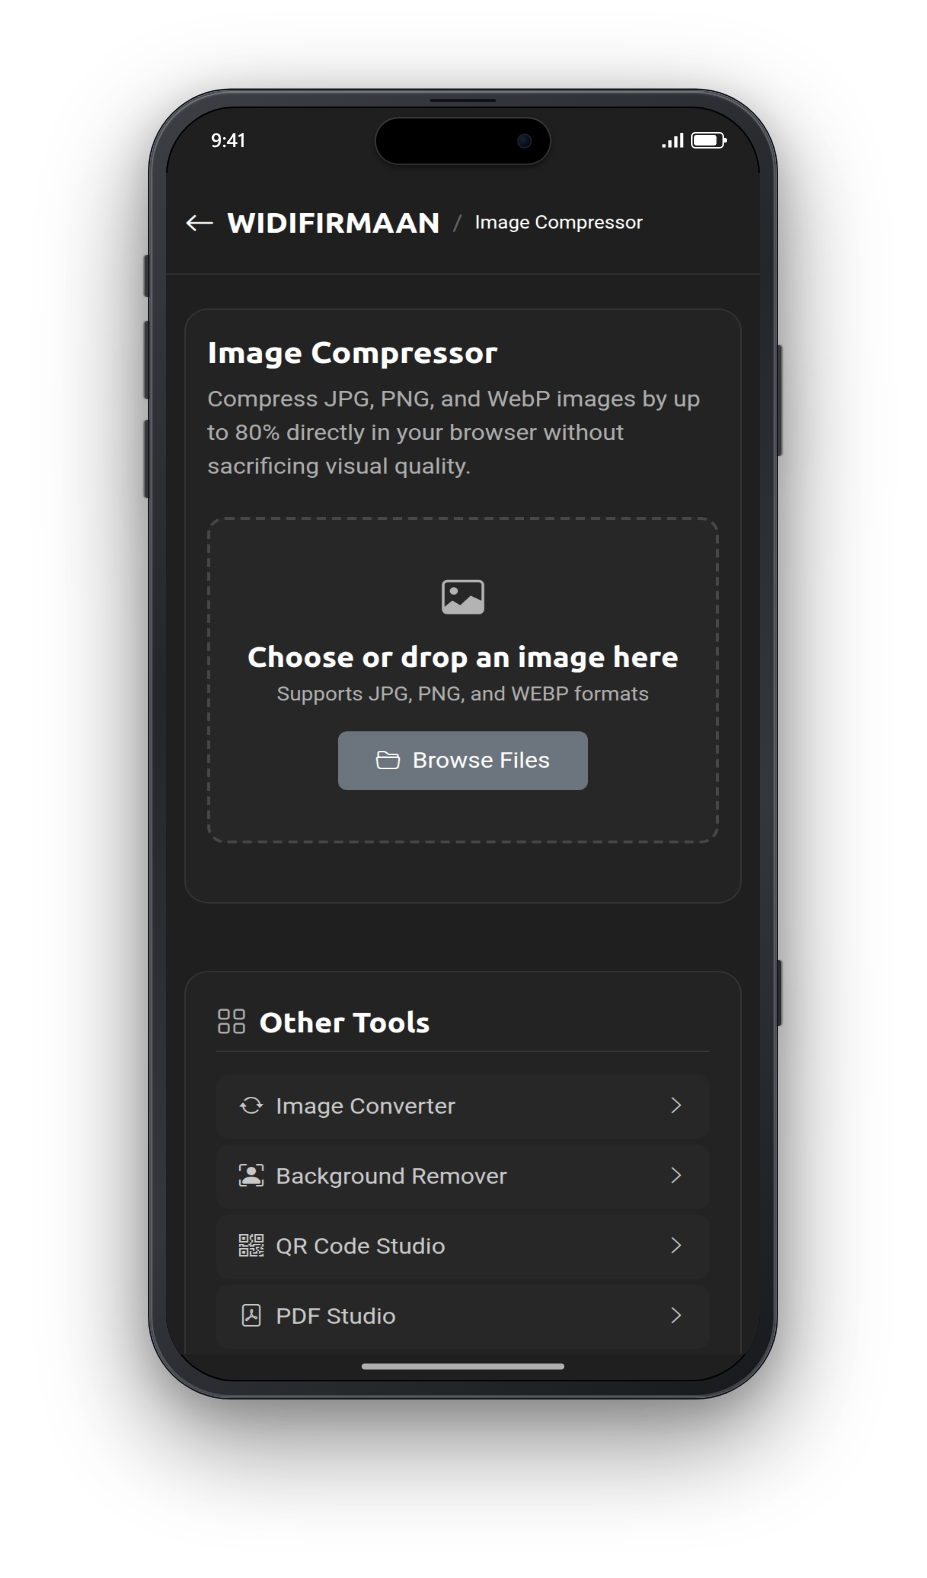 9:41
WIDIFIRMAAN / Image Compressor
Image Compressor
Compress JPG, PNG, and WebP images by up
to 80% directly in your browser without
sacrificing visual quality.
Choose or drop an image here
Supports JPG, PNG, and WEBP formats
Browse Files
Other Tools
Image Converter
Background Remover
QR Code Studio
PDF Studio